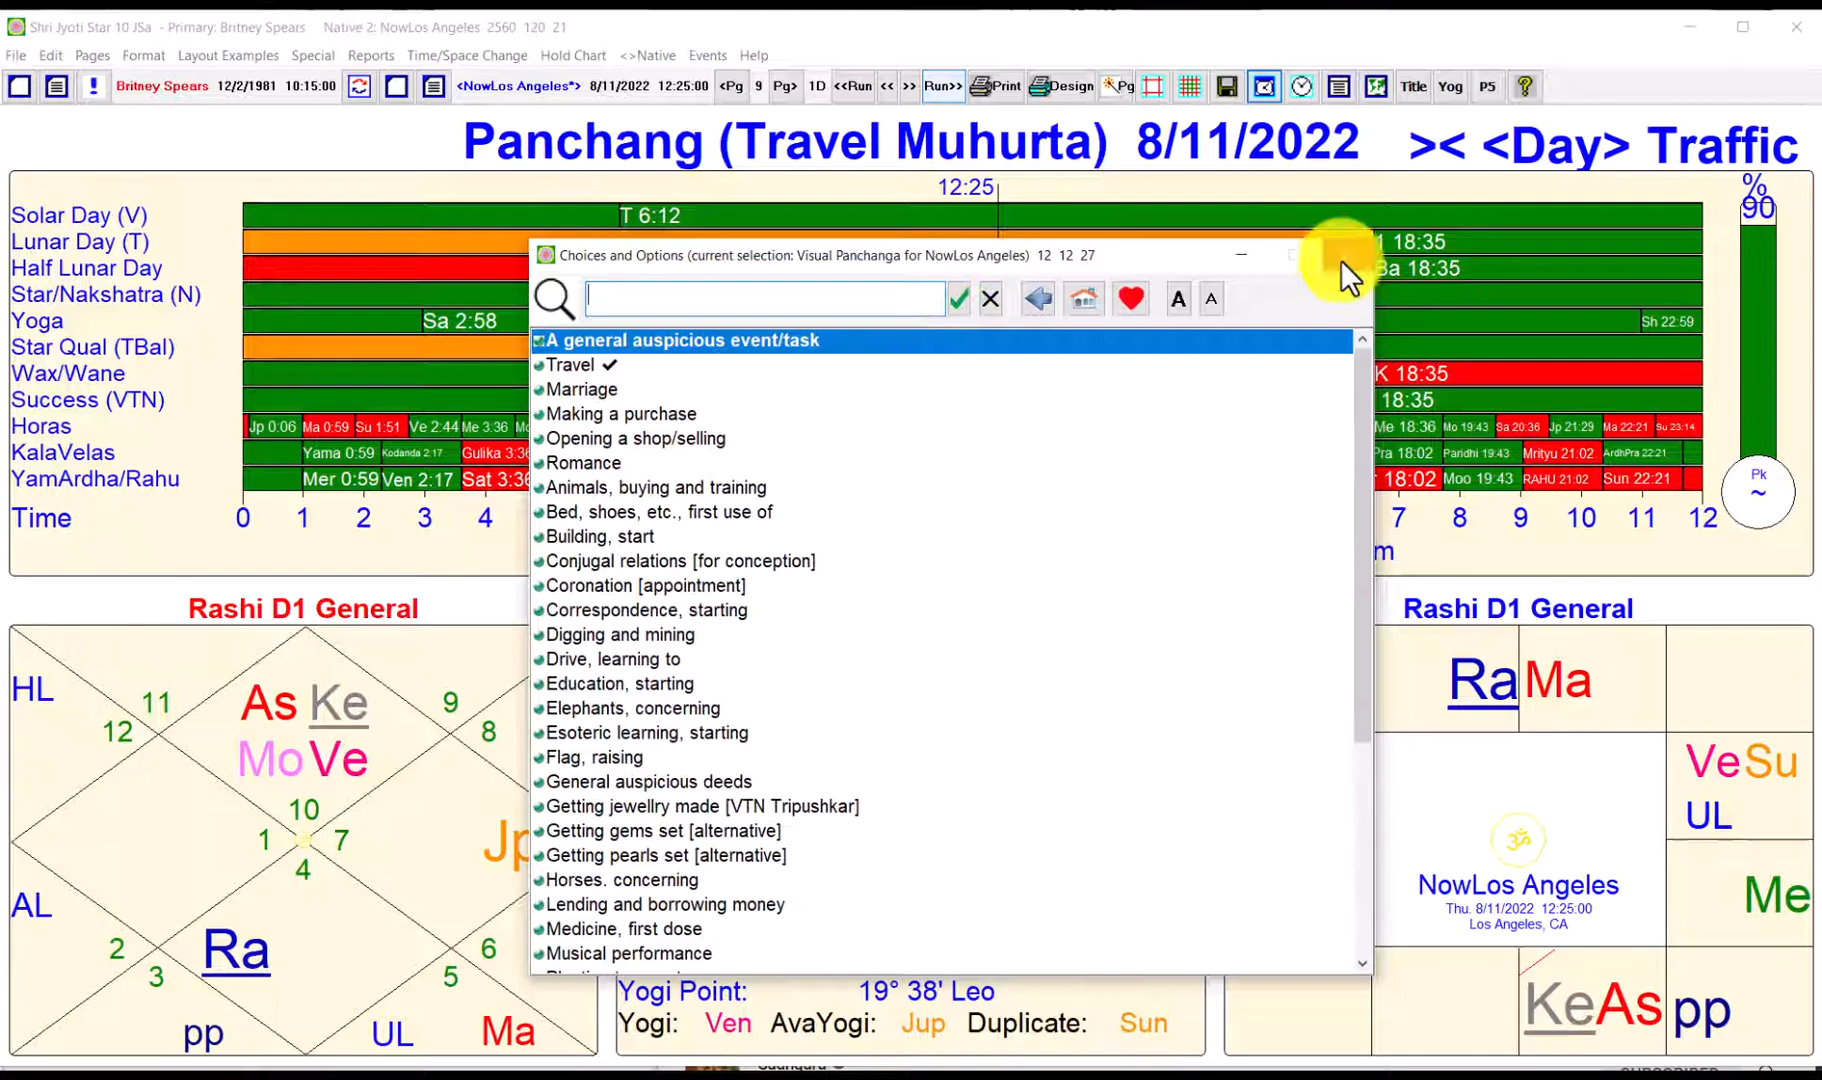 Shri Jyoti Star 10 JSa - Primary: Britney Spears    Native 2: NowLos Angeles  2560  120  21
File  Edit  Pages  Format  Layout Examples  Special  Reports  Time/Space Change  Hold Chart  <>Native  Events  Help
! Britney Spears 12/2/1981 10:15:00 <NowLos Angeles*> 8/11/2022 12:25:00 <Pg 9 Pg> 1D <<Run << >> Run>> Print Design Pg Title Yog P5 ?
Panchang (Travel Muhurta)  8/11/2022  >< <Day> Traffic
12:25
%
90
Solar Day (V) T 6:12
Lunar Day (T) 1 18:35
Half Lunar Day Ba 18:35
Star/Nakshatra (N)
Yoga Sa 2:58 Sh 22:59
Star Qual (TBal)
Wax/Wane K 18:35
Success (VTN) 18:35
Horas Jp 0:06 Ma 0:59 Su 1:51 Ve 2:44 Me 3:36 Me 18:36 Mo 19:43 Sa 20:36 Jp 21:29 Ma 22:21 Su 23:14
KalaVelas Yama 0:59 Kodanda 2:17 Gulika 3:36 Pra 18:02 Paridhi 19:43 Mrityu 21:02 ArdhPra 22:21
YamArdha/Rahu Mer 0:59 Ven 2:17 Sat 3:36 18:02 Moo 19:43 RAHU 21:02 Sun 22:21
Time 0 1 2 3 4 7 8 9 10 11 12
m
Pk
~
Choices and Options (current selection: Visual Panchanga for NowLos Angeles)  12  12  27
A A
A general auspicious event/task
Travel ✔
Marriage
Making a purchase
Opening a shop/selling
Romance
Animals, buying and training
Bed, shoes, etc., first use of
Building, start
Conjugal relations [for conception]
Coronation [appointment]
Correspondence, starting
Digging and mining
Drive, learning to
Education, starting
Elephants, concerning
Esoteric learning, starting
Flag, raising
General auspicious deeds
Getting jewellry made [VTN Tripushkar]
Getting gems set [alternative]
Getting pearls set [alternative]
Horses. concerning
Lending and borrowing money
Medicine, first dose
Musical performance
Rashi D1 General
HL 11 As Ke 9
12 Mo Ve 8
10
1 7 Jp
4
AL
2 Ra 6
3 5
pp UL Ma
Yogi Point: 19° 38' Leo
Yogi: Ven AvaYogi: Jup Duplicate: Sun
Rashi D1 General
Ra Ma
Ve Su
UL
ॐ
NowLos Angeles
Thu. 8/11/2022 12:25:00
Los Angeles, CA
Me
Ke As pp